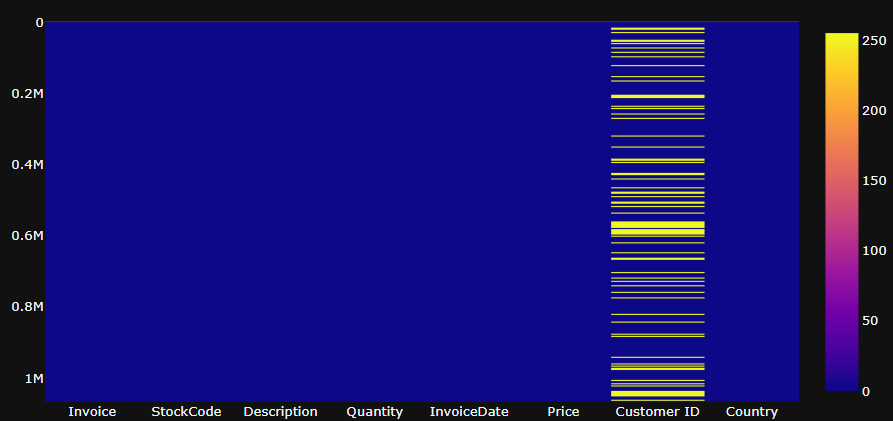 0
0.2M
0.4M
0.6M
0.8M
1M
Invoice StockCode Description Quantity InvoiceDate Price Customer ID Country
250
200
150
100
50
0